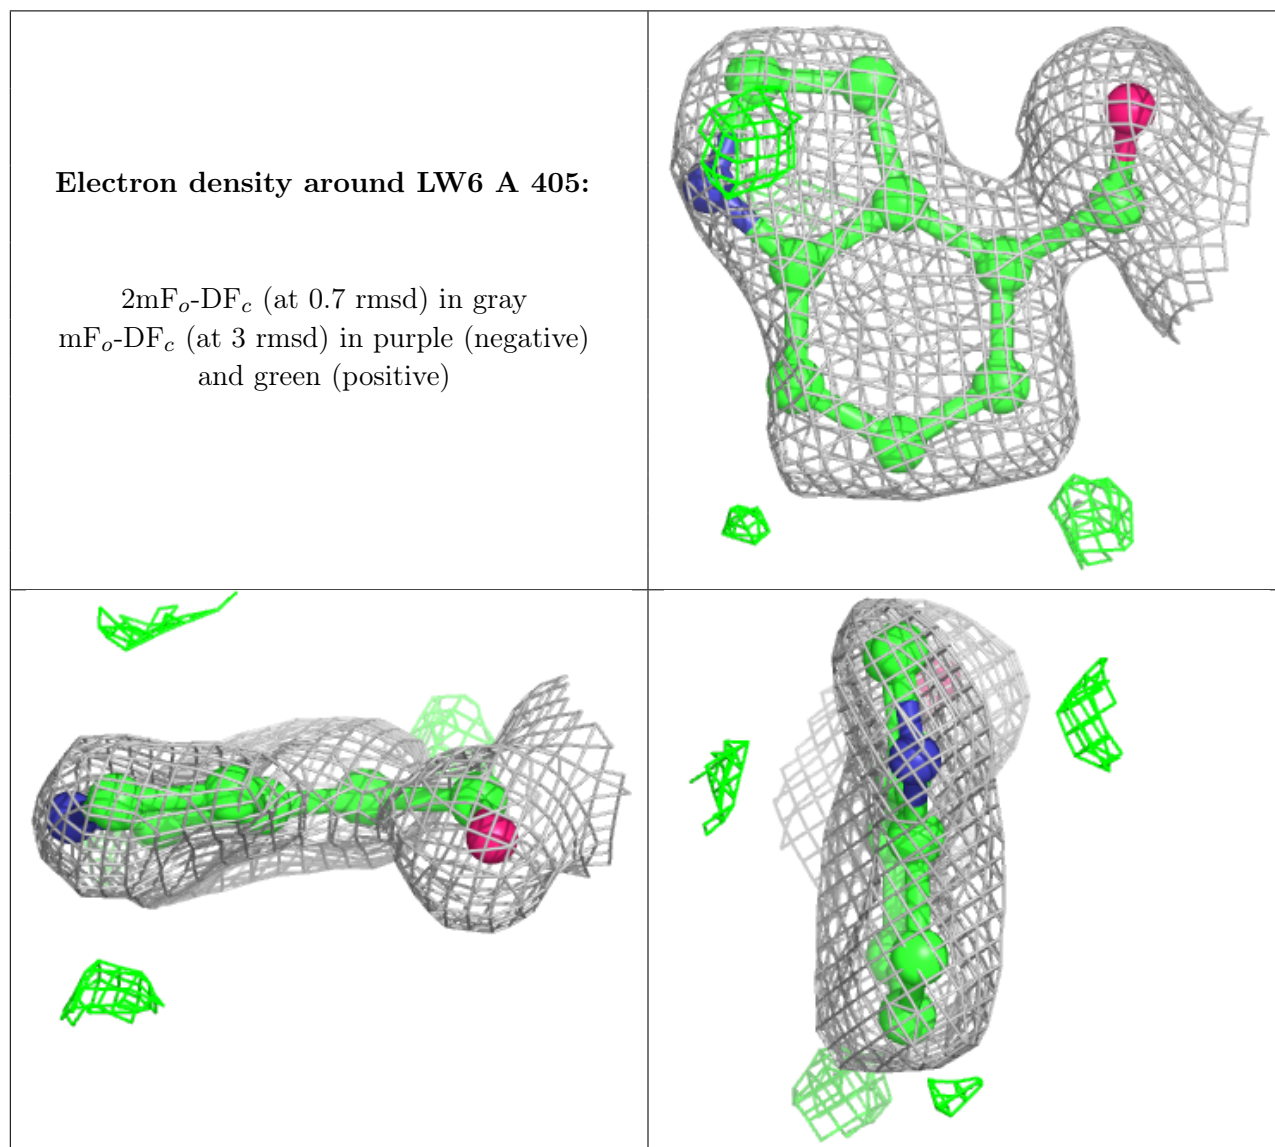 Electron density around LW6 A 405:
2mFo-DFc (at 0.7 rmsd) in gray
mFo-DFc (at 3 rmsd) in purple (negative)
and green (positive)